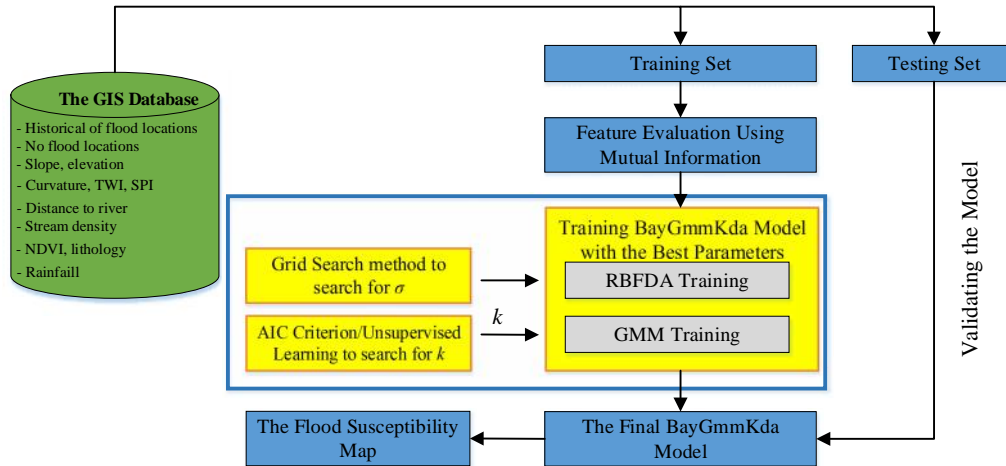 The GIS Database
- Historical of flood locations
- No flood locations
- Slope, elevation
- Curvature, TWI, SPI
- Distance to river
- Stream density
- NDVI, lithology
- Rainfaill
Training Set
Testing Set
Feature Evaluation Using
Mutual Information
Training BayGmmKda Model
with the Best Parameters
RBFDA Training
GMM Training
Grid Search method to
search for σ
AIC Criterion/Unsupervised
Learning to search for k
k
Validating the Model
The Final BayGmmKda
Model
The Flood Susceptibility
Map